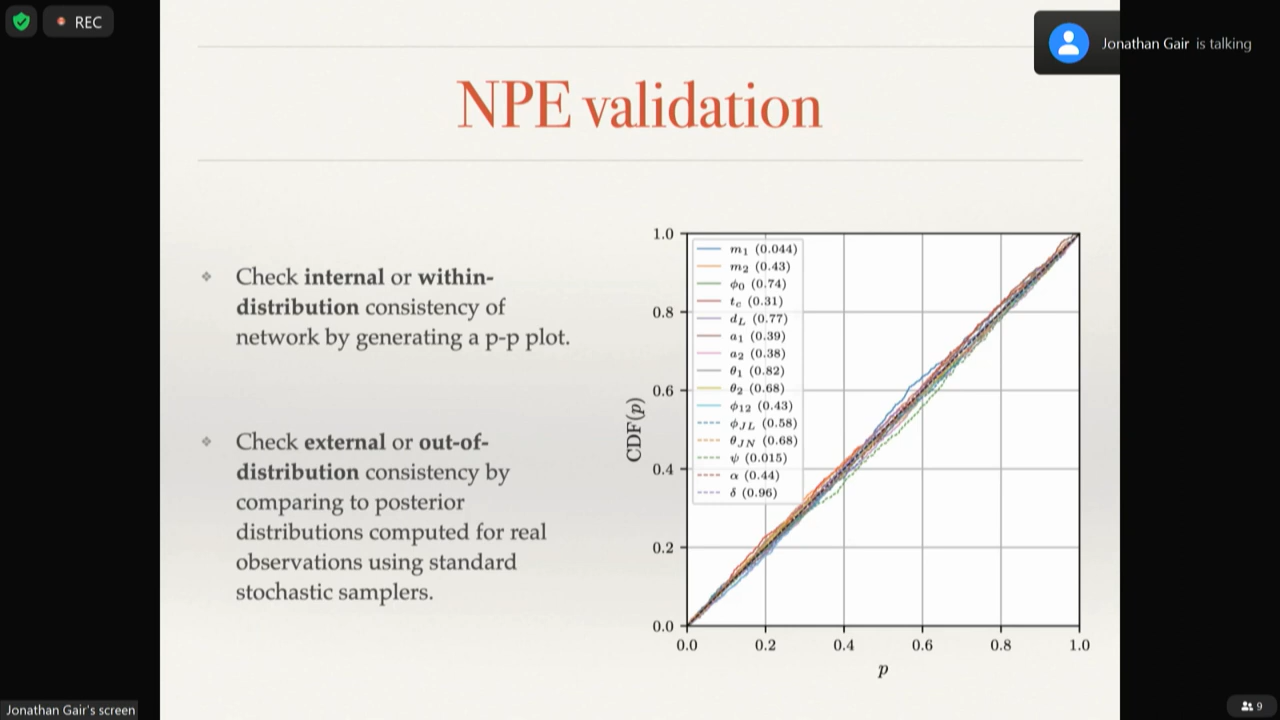 REC
Jonathan Gair is talking
NPE validation
Check internal or within-
distribution consistency of
network by generating a p-p plot.
Check external or out-of-
distribution consistency by
comparing to posterior
distributions computed for real
observations using standard
stochastic samplers.
CDF(p)
1.0
0.8
0.6
0.4
0.2
0.0
m₁ (0.044)
m₂ (0.43)
ϕ₀ (0.74)
t_c (0.31)
d_L (0.77)
a₁ (0.39)
a₂ (0.38)
θ₁ (0.82)
θ₂ (0.68)
ϕ₁₂ (0.43)
ϕ_JL (0.58)
θ_JN (0.68)
ψ (0.015)
α (0.44)
δ (0.96)
0.0 0.2 0.4 0.6 0.8 1.0
p
Jonathan Gair's screen
9